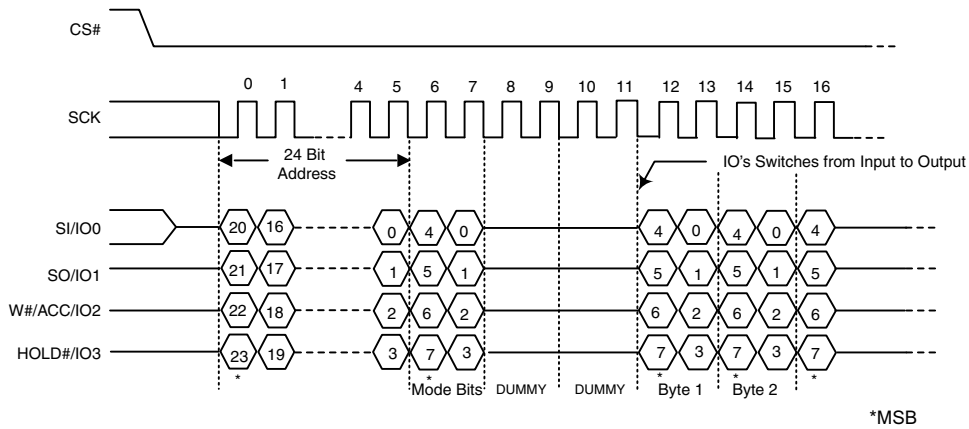 CS#
0 1 4 5 6 7 8 9 10 11 12 13 14 15 16
SCK
24 Bit
Address
IO's Switches from Input to Output
SI/IO0 20 16 0 4 0 4 0 4 0 4
SO/IO1 21 17 1 5 1 5 1 5 1 5
W#/ACC/IO2 22 18 2 6 2 6 2 6 2 6
HOLD#/IO3 23 19 3 7 3 7 3 7 3 7
* * * * *
Mode Bits DUMMY DUMMY Byte 1 Byte 2
*MSB